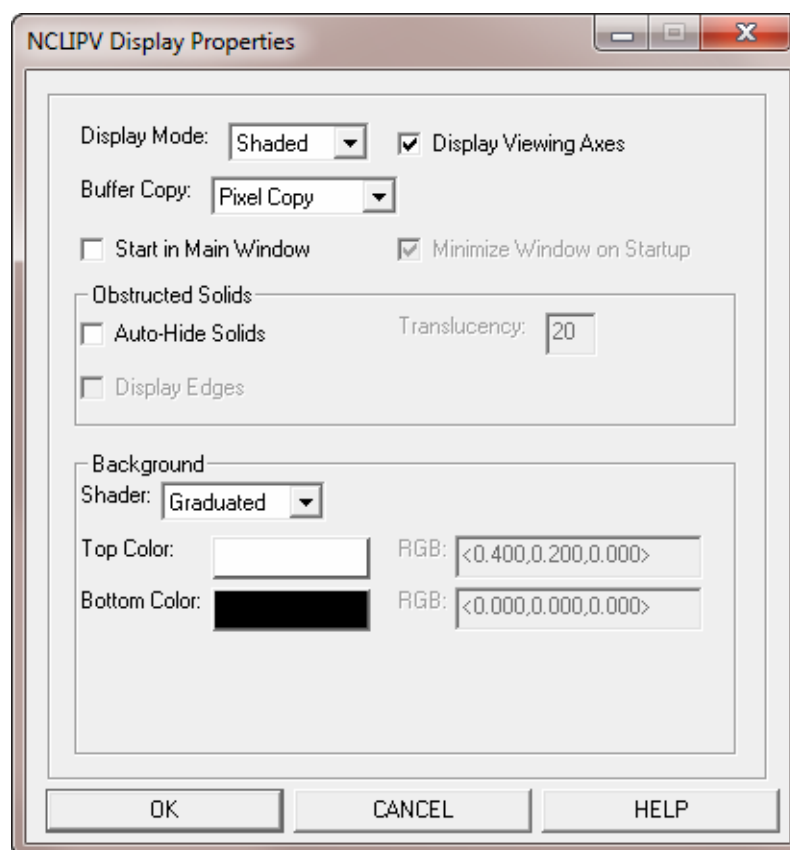 NCLIPV Display Properties
Display Mode: Shaded Display Viewing Axes
Buffer Copy: Pixel Copy
Start in Main Window Minimize Window on Startup
Obstructed Solids
Auto-Hide Solids Translucency: 20
Display Edges
Background
Shader: Graduated
Top Color: RGB: <0.400,0.200,0.000>
Bottom Color: RGB: <0.000,0.000,0.000>
OK CANCEL HELP